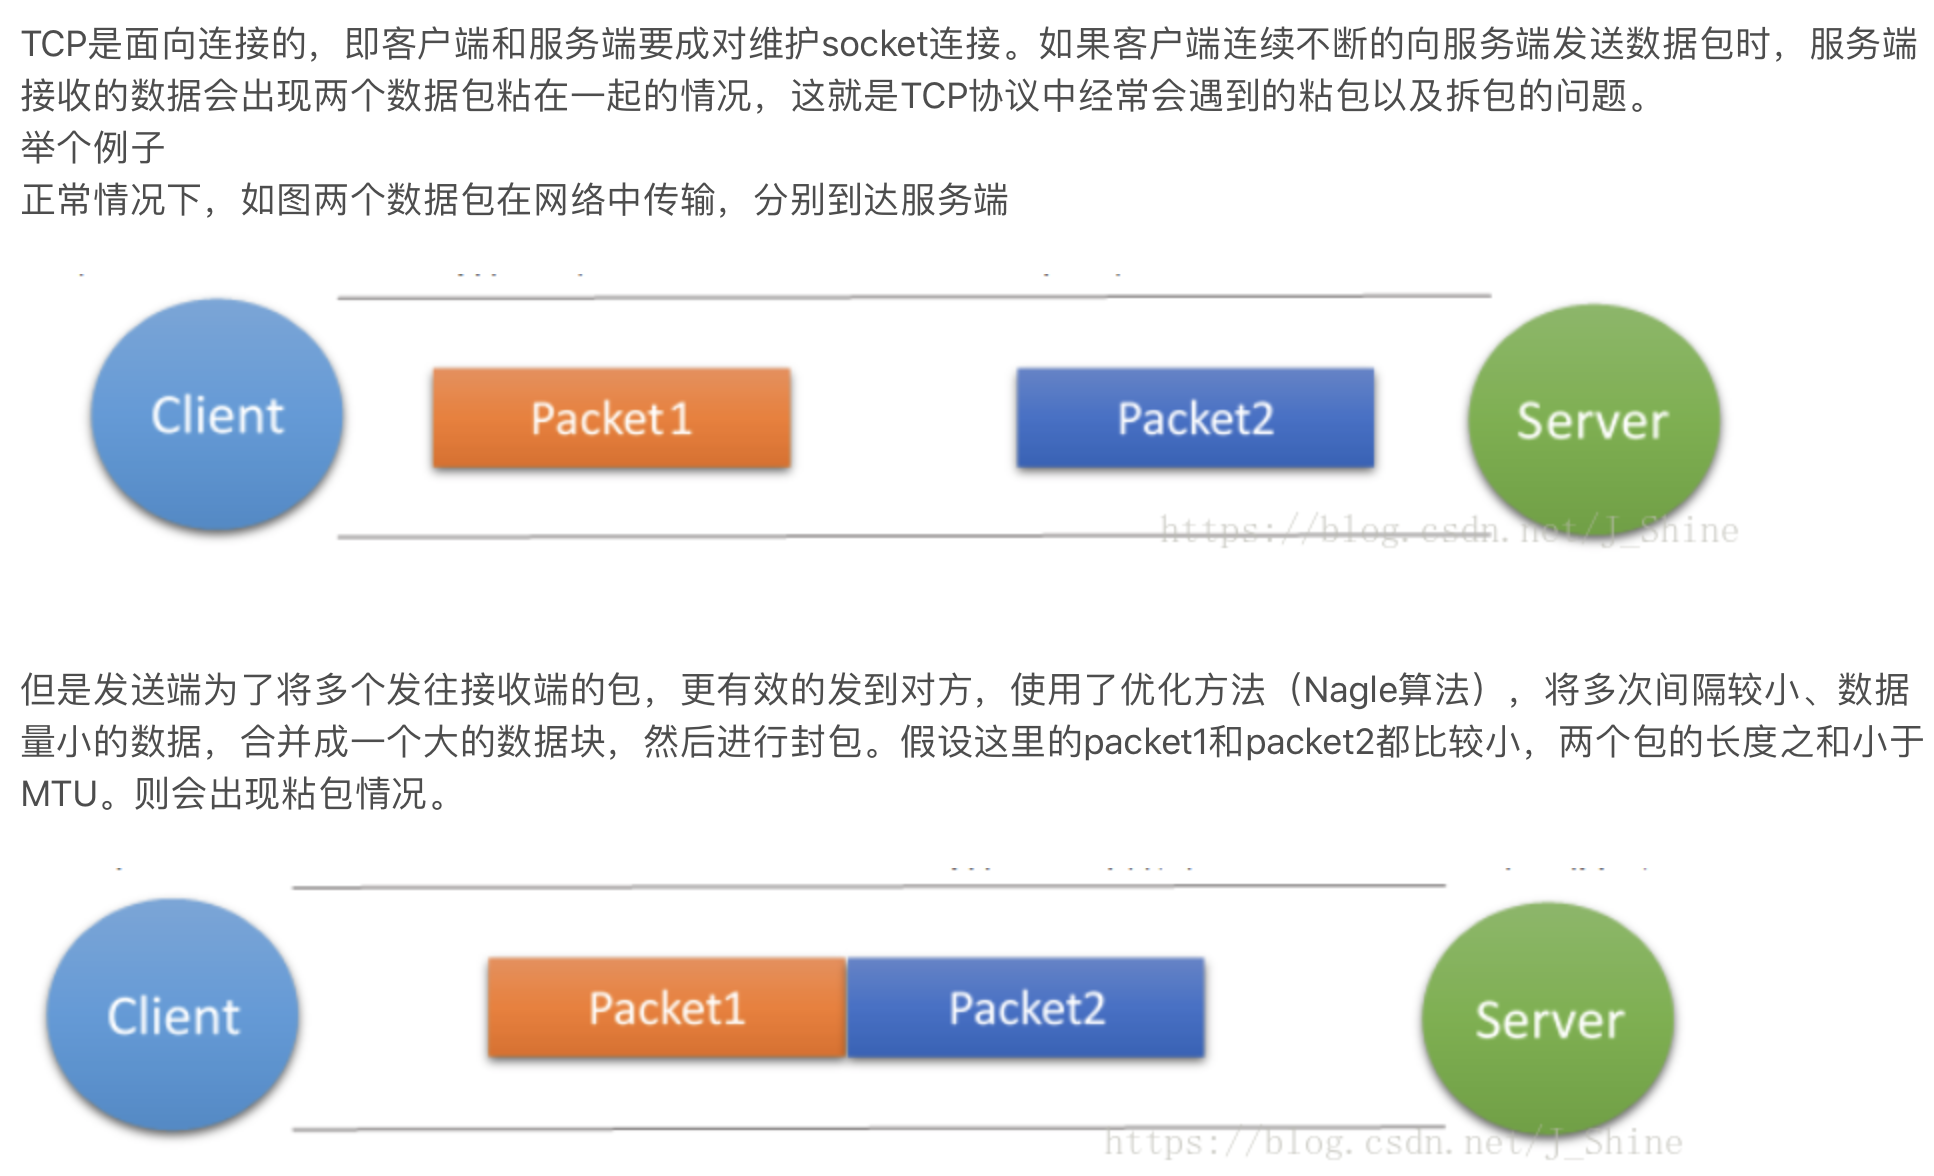 TCP是面向连接的，即客户端和服务端要成对维护socket连接。如果客户端连续不断的向服务端发送数据包时，服务端
接收的数据会出现两个数据包粘在一起的情况，这就是TCP协议中经常会遇到的粘包以及拆包的问题。
举个例子
正常情况下，如图两个数据包在网络中传输，分别到达服务端
Client Packet1 Packet2 Server
https://blog.csdn.net/J_Shine
但是发送端为了将多个发往接收端的包，更有效的发到对方，使用了优化方法（Nagle算法），将多次间隔较小、数据
量小的数据，合并成一个大的数据块，然后进行封包。假设这里的packet1和packet2都比较小，两个包的长度之和小于
MTU。则会出现粘包情况。
Client Packet1 Packet2 Server
https://blog.csdn.net/J_Shine